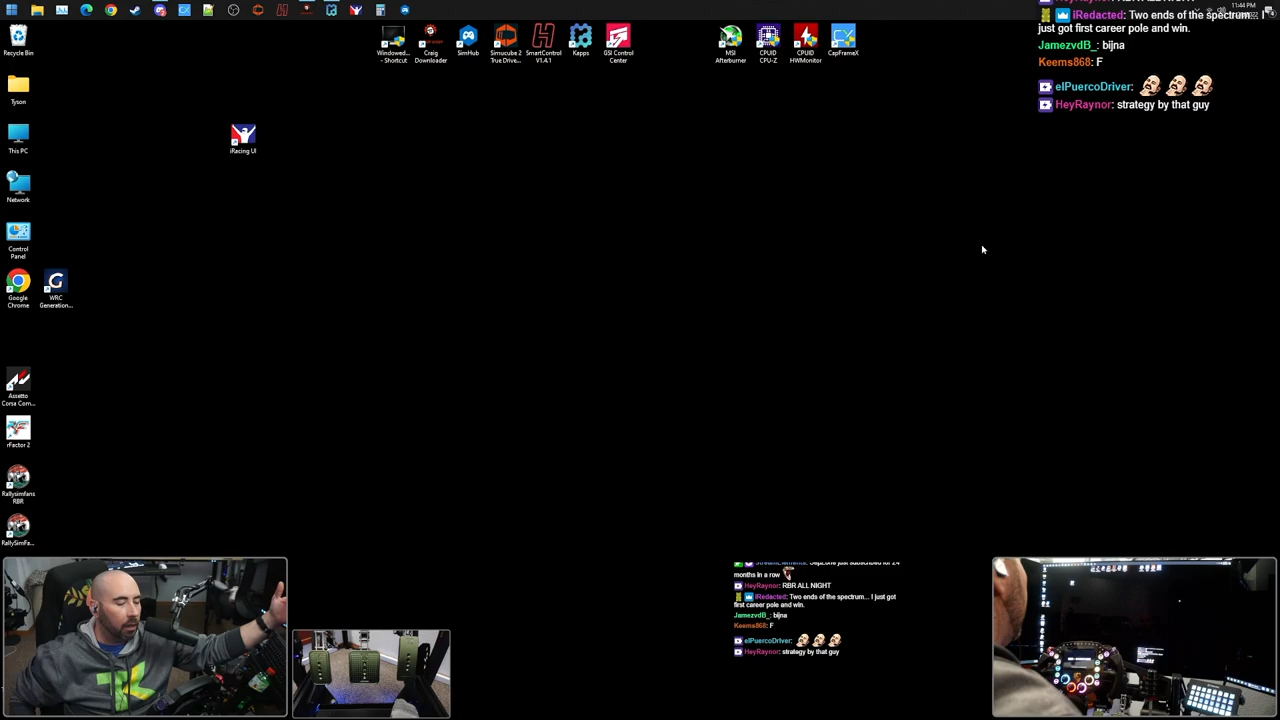 11:44 PM
iRedacted: Two ends of the spectrum... I
just got first career pole and win.
JamezvdB_: bijna
Keems868: F
elPuercoDriver:
HeyRaynor: strategy by that guy
Recycle Bin
Tyson
This PC
Network
Control
Panel
Google
Chrome
WRC
Generation...
Assetto
Corsa Com...
rFactor 2
Rallysimfans
RBR
RallySimFa...
iRacing UI
Windowed...
- Shortcut
Craig
Downloader
SimHub
Simucube 2
True Drive...
SmartControl
V1.4.1
Kapps
GSI Control
Center
MSI
Afterburner
CPUID
CPU-Z
CPUID
HWMonitor
CapFrameX
months in a row
HeyRaynor: RBR ALL NIGHT
iRedacted: Two ends of the spectrum... I just got
first career pole and win.
JamezvdB_: bijna
Keems868: F
elPuercoDriver:
HeyRaynor: strategy by that guy